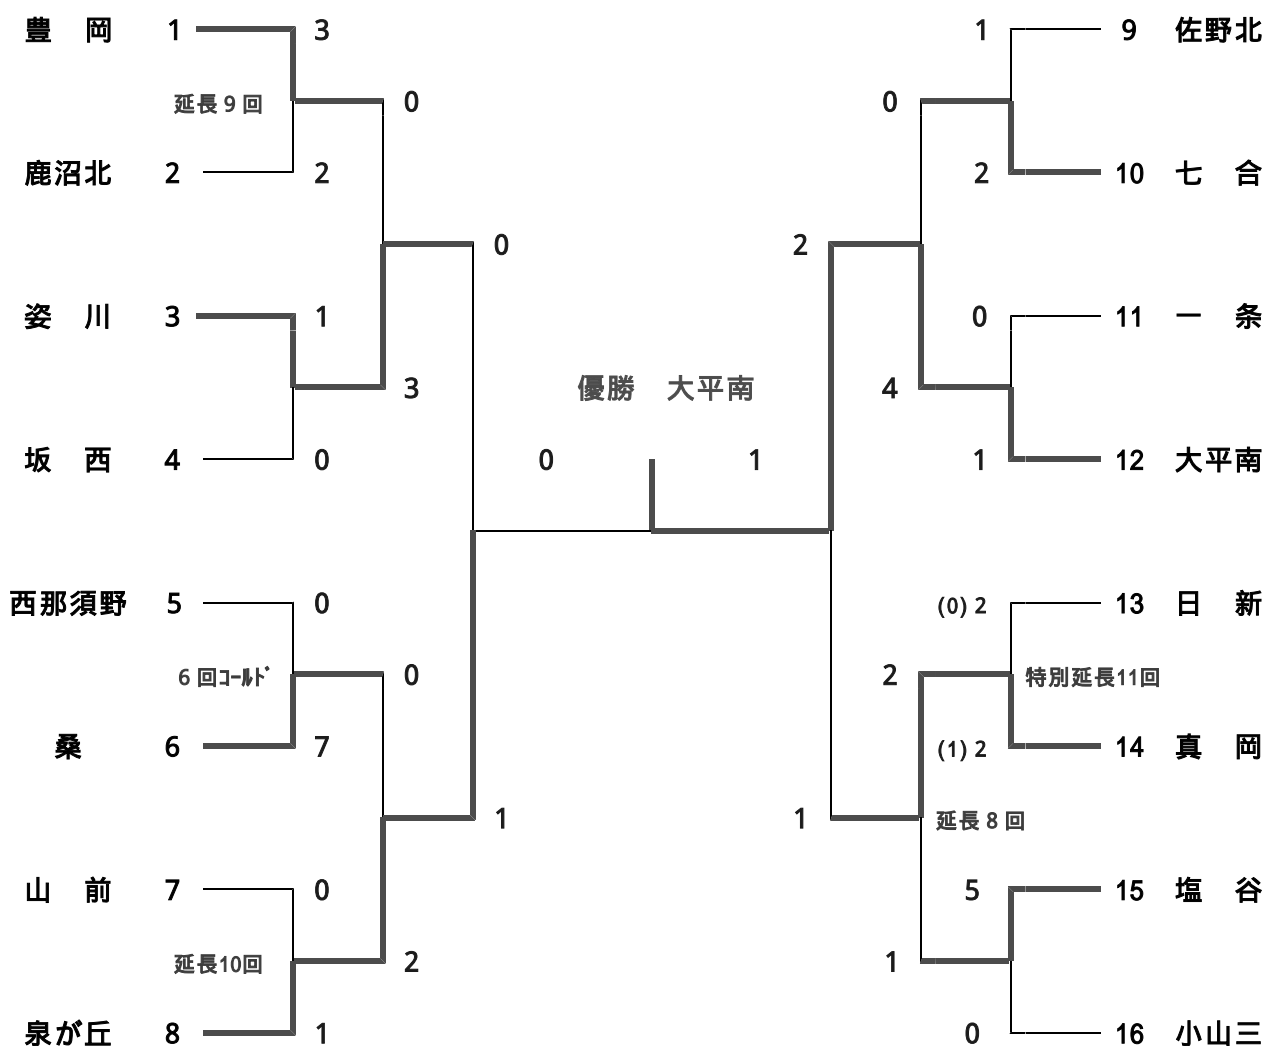 豊 岡 1 3 1 9 佐野北
延長9回 0 0
鹿沼北 2 2 2 10 七 合
0 2
姿 川 3 1 0 11 一 条
3 優勝 大平南 4
坂 西 4 0 0 1 1 12 大平南
西那須野 5 0 (0) 2 13 日 新
6回ｺｰﾙﾄﾞ 0 2 特別延長11回
桑 6 7 (1) 2 14 真 岡
1 1 延長8回
山 前 7 0 5 15 塩 谷
延長10回 2 1
泉が丘 8 1 0 16 小山三